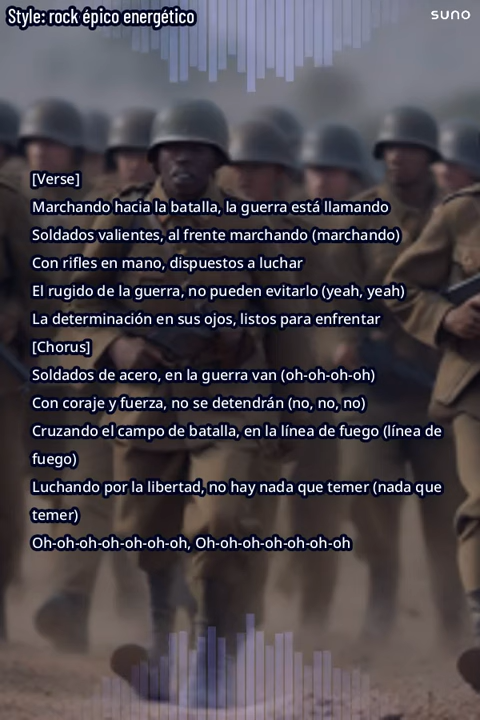 Style: rock épico energético
suno
[Verse]
Marchando hacia la batalla, la guerra está llamando
Soldados valientes, al frente marchando (marchando)
Con rifles en mano, dispuestos a luchar
El rugido de la guerra, no pueden evitarlo (yeah, yeah)
La determinación en sus ojos, listos para enfrentar
[Chorus]
Soldados de acero, en la guerra van (oh-oh-oh-oh)
Con coraje y fuerza, no se detendrán (no, no, no)
Cruzando el campo de batalla, en la línea de fuego (línea de
fuego)
Luchando por la libertad, no hay nada que temer (nada que
temer)
Oh-oh-oh-oh-oh-oh-oh, Oh-oh-oh-oh-oh-oh-oh